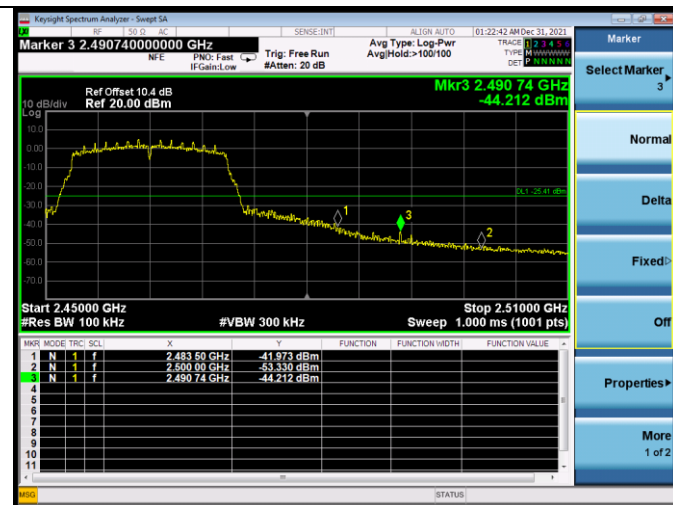 Keysight Spectrum Analyzer - Swept SA
RF 50 Ω AC SENSE:INT ALIGN AUTO 01:22:42 AM Dec 31, 2021
Marker 3 2.490740000000 GHz
NFE PNO: Fast IFGain:Low
Trig: Free Run
#Atten: 20 dB
Avg Type: Log-Pwr
Avg|Hold:>100/100
TRACE 1 2 3 4 5 6
TYPE M W W W W W
DET P N N N N N
Ref Offset 10.4 dB
10 dB/div Ref 20.00 dBm
Log
Mkr3 2.490 74 GHz
-44.212 dBm
10.0
0.00
-10.0
-20.0
-30.0
-40.0
-50.0
-60.0
-70.0
DL1 -25.41 dBm
1
3
2
Start 2.45000 GHz Stop 2.51000 GHz
#Res BW 100 kHz #VBW 300 kHz Sweep 1.000 ms (1001 pts)
MKR MODE TRC SCL X Y FUNCTION FUNCTION WIDTH FUNCTION VALUE
1 N 1 f 2.483 50 GHz -41.973 dBm
2 N 1 f 2.500 00 GHz -53.330 dBm
3 N 1 f 2.490 74 GHz -44.212 dBm
4
5
6
7
8
9
10
11
MSG STATUS
Marker
Select Marker
3
Normal
Delta
Fixed
Off
Properties
More
1 of 2